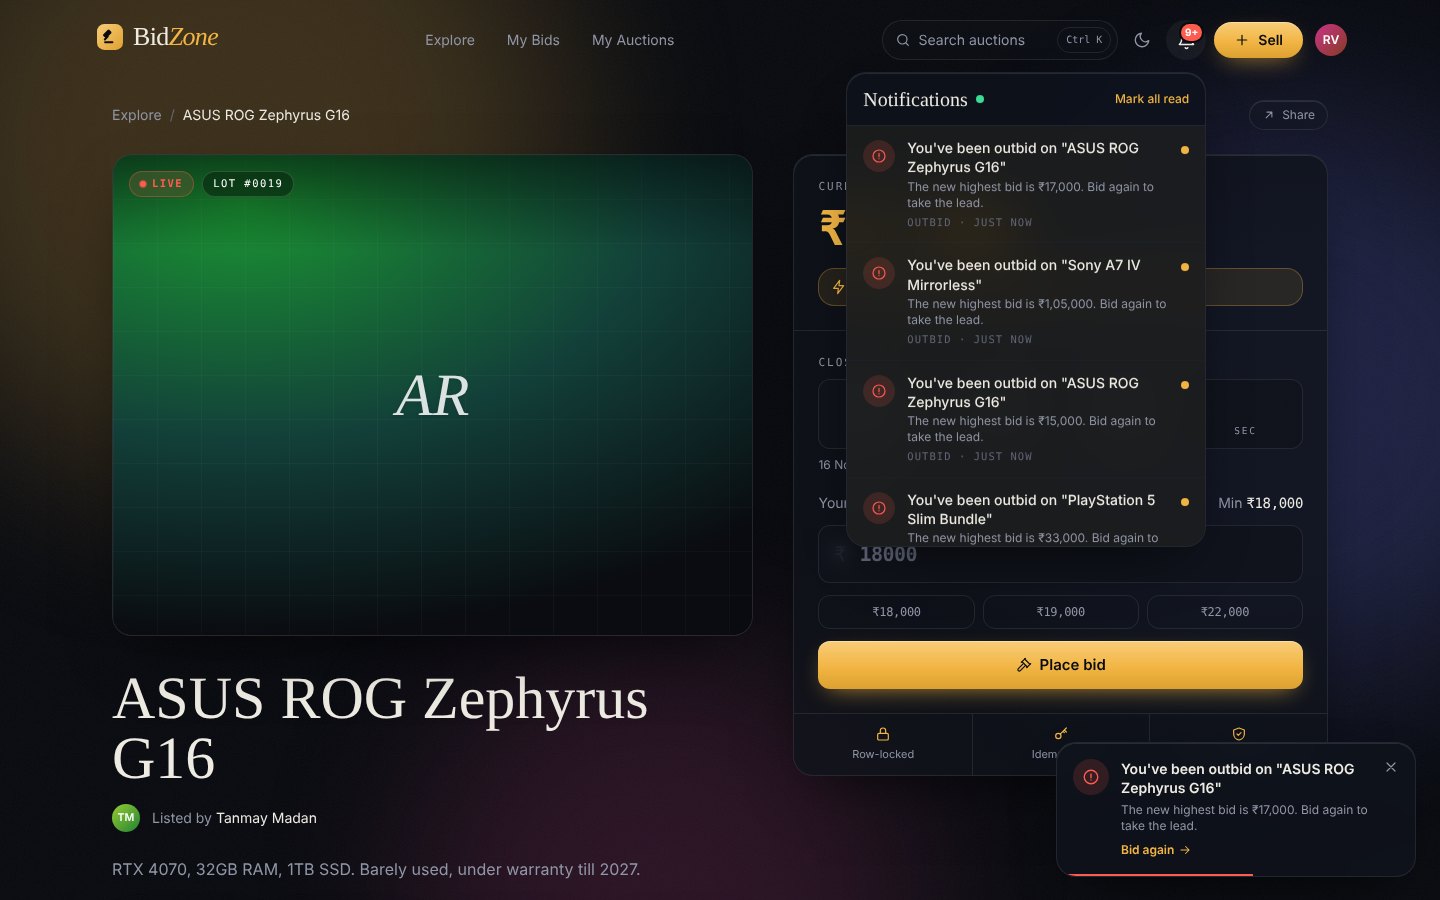 BidZone
Explore
My Bids
My Auctions
Search auctions
Ctrl K
9+
Sell
RV
Explore / ASUS ROG Zephyrus G16
Share
LIVE
LOT #0019
AR
ASUS ROG Zephyrus
G16
TM
Listed by Tanmay Madan
RTX 4070, 32GB RAM, 1TB SSD. Barely used, under warranty till 2027.
Notifications
Mark all read
You've been outbid on "ASUS ROG
Zephyrus G16"
The new highest bid is ₹17,000. Bid again to
take the lead.
OUTBID · JUST NOW
You've been outbid on "Sony A7 IV
Mirrorless"
The new highest bid is ₹1,05,000. Bid again to
take the lead.
OUTBID · JUST NOW
You've been outbid on "ASUS ROG
Zephyrus G16"
The new highest bid is ₹15,000. Bid again to
take the lead.
OUTBID · JUST NOW
You've been outbid on "PlayStation 5
Slim Bundle"
The new highest bid is ₹33,000. Bid again to
₹
SEC
Min ₹18,000
₹ 18000
₹18,000
₹19,000
₹22,000
Place bid
Row-locked
You've been outbid on "ASUS ROG
Zephyrus G16"
The new highest bid is ₹17,000. Bid again to
take the lead.
Bid again →